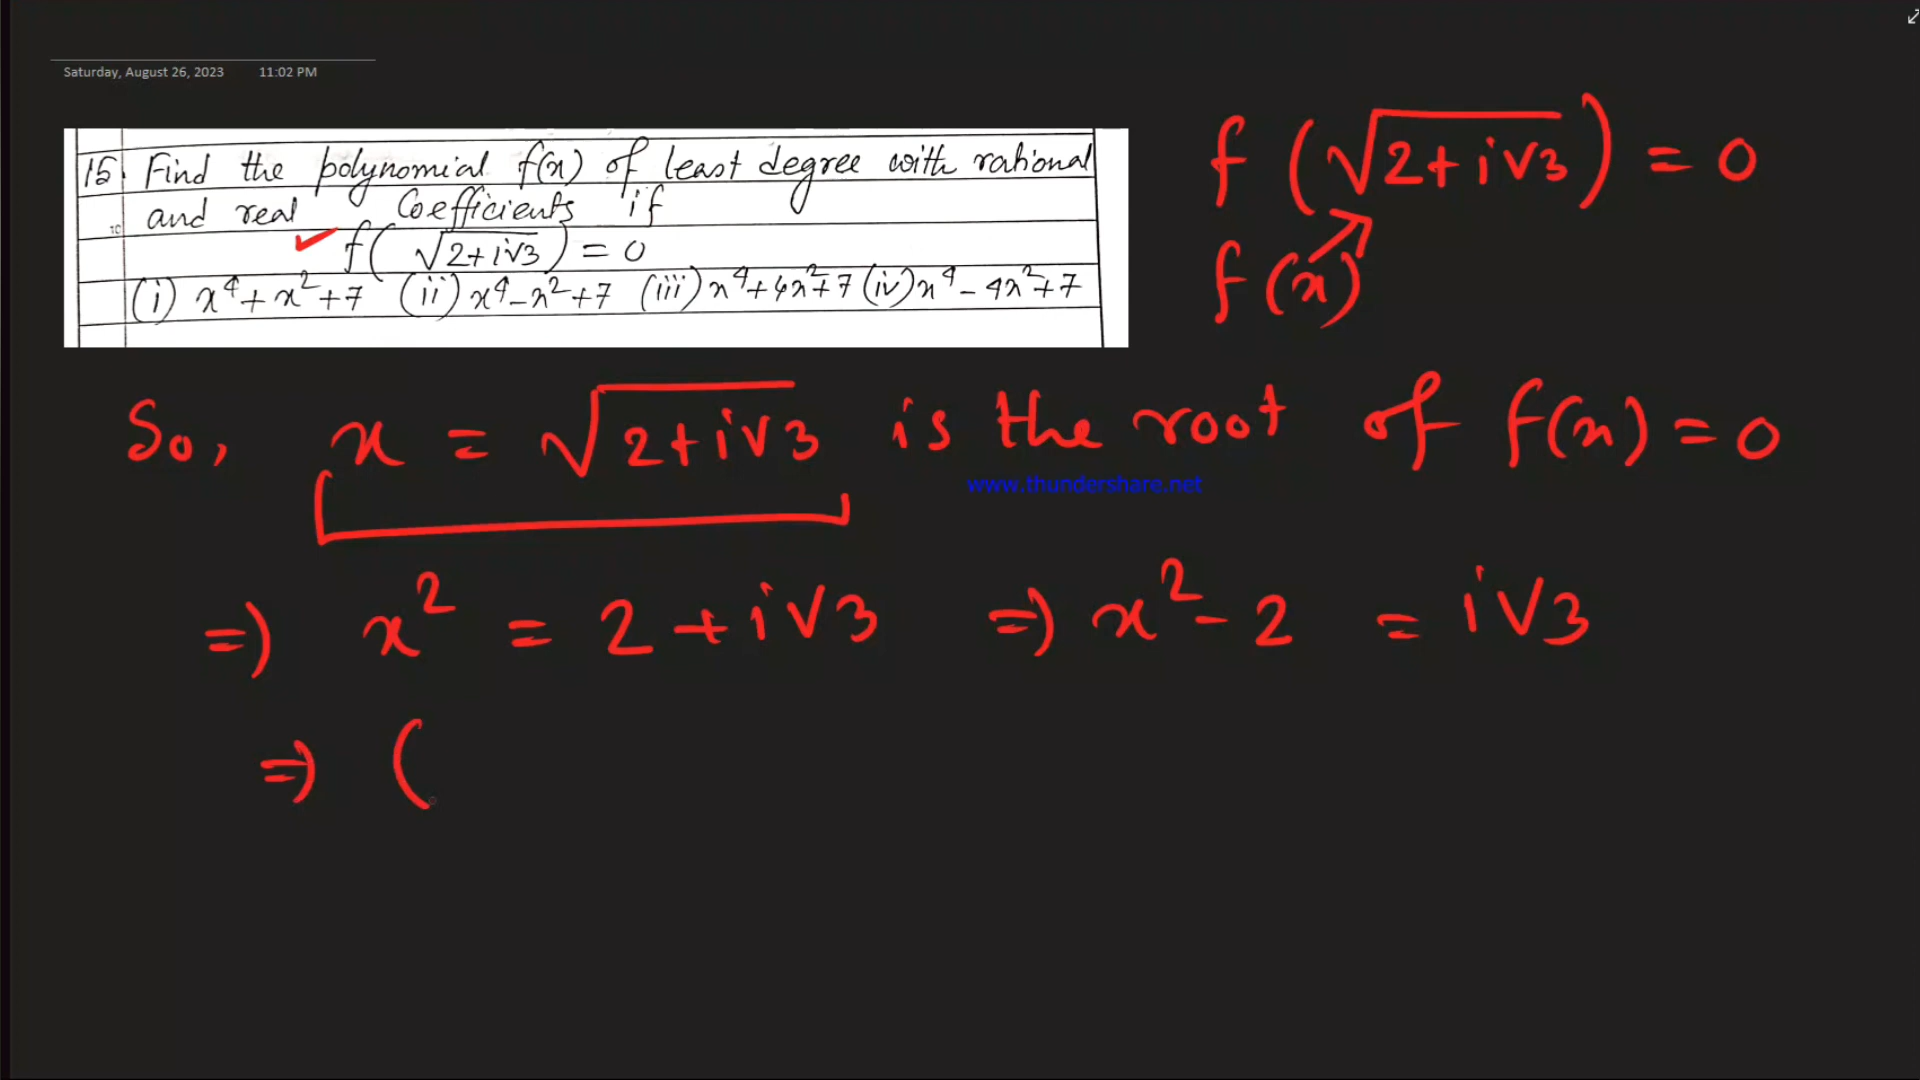 Saturday, August 26, 2023 11:02 PM
15. Find the polynomial f(x) of least degree with rational
and real coefficients if
f(√2+i√3) = 0
(i) x⁴+x²+7 (ii) x⁴-x²+7 (iii) x⁴+4x²+7 (iv) x⁴-4x²+7
f(√2+i√3) = 0
f(x)
So, x = √2+i√3 is the root of f(x) = 0
www.thundershare.net
⇒) x² = 2+i√3 ⇒) x²-2 = i√3
⇒) (